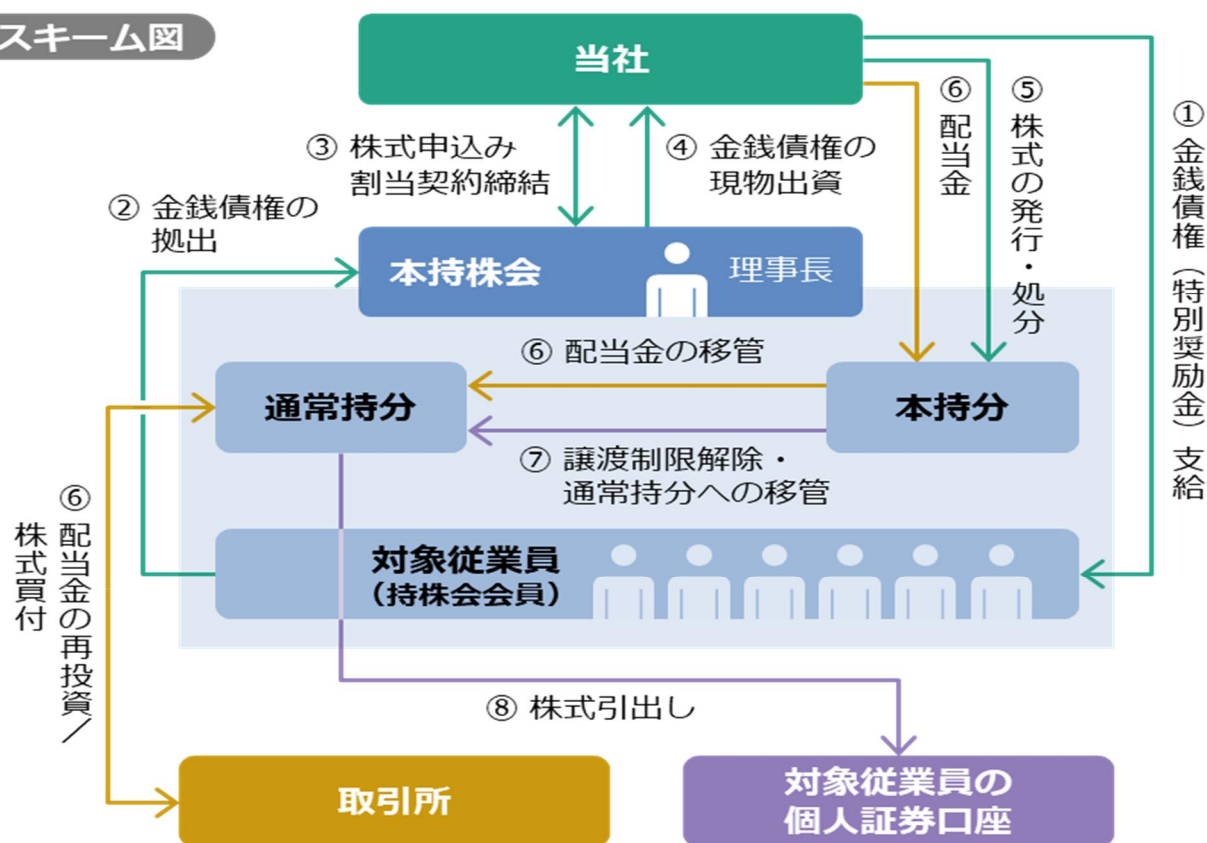 スキーム図
当社
③ 株式申込み
割当契約締結
④ 金銭債権の
現物出資
⑥ 配当金
⑤ 株式の発行・処分
① 金銭債権（特別奨励金）支給
② 金銭債権の
拠出
本持株会
理事長
⑥ 配当金の移管
通常持分
本持分
⑦ 譲渡制限解除・
通常持分への移管
⑥ 配当金の再投資／
株式買付
対象従業員
（持株会会員）
⑧ 株式引出し
取引所
対象従業員の
個人証券口座